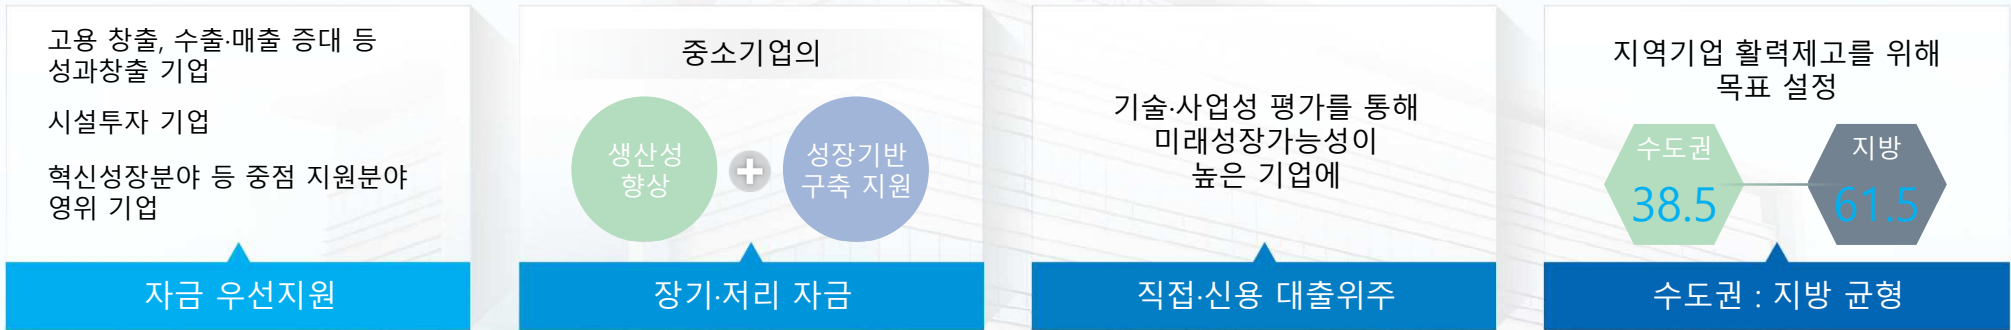 고용 창출, 수출·매출 증대 등
성과창출 기업
시설투자 기업
혁신성장분야 등 중점 지원분야
영위 기업
자금 우선지원
중소기업의
생산성
향상
성장기반
구축 지원
장기·저리 자금
기술·사업성 평가를 통해
미래성장가능성이
높은 기업에
직접·신용 대출위주
지역기업 활력제고를 위해
목표 설정
수도권
38.5
지방
61.5
수도권 : 지방 균형